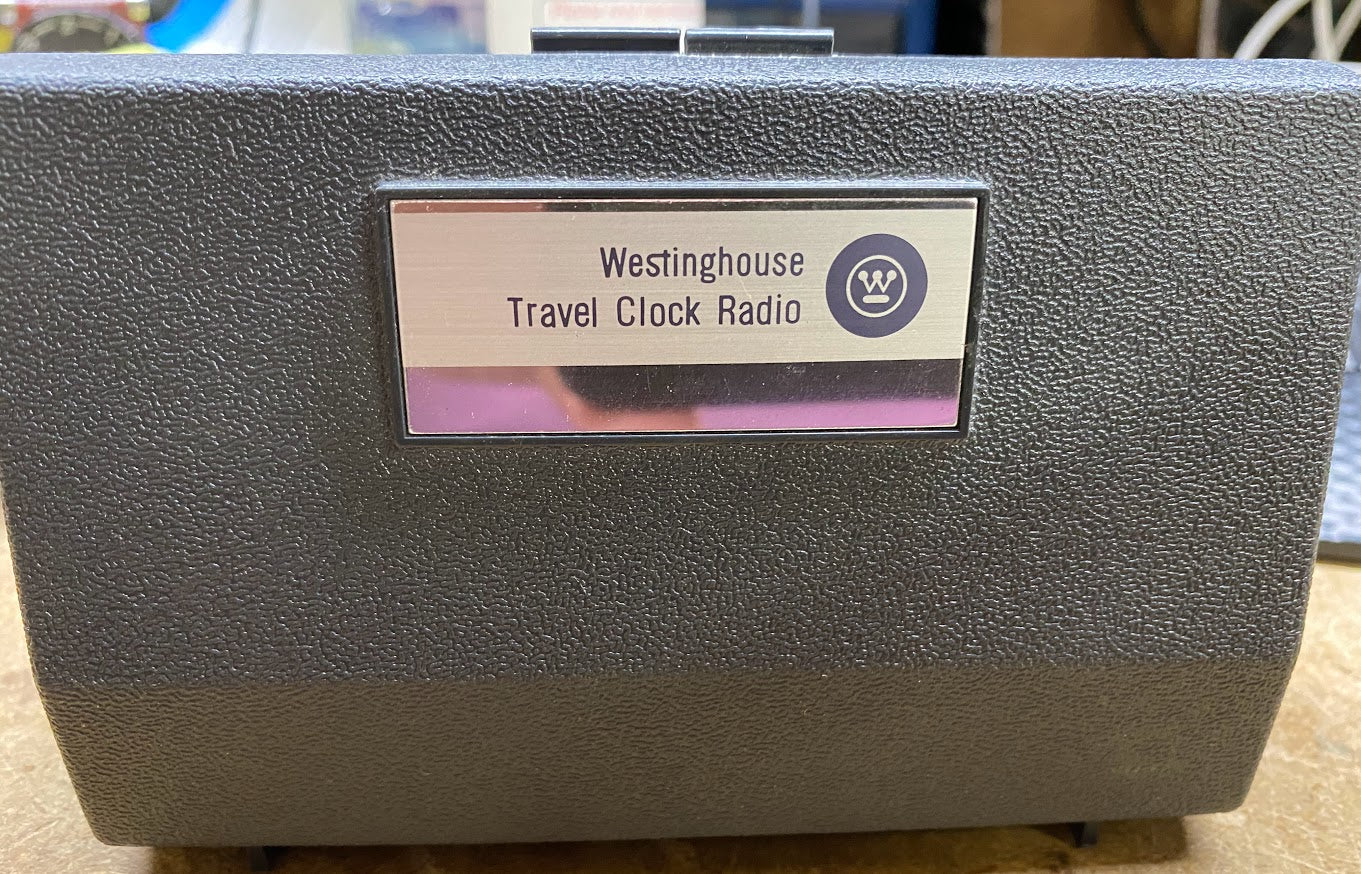 Westinghouse
Travel Clock Radio
W